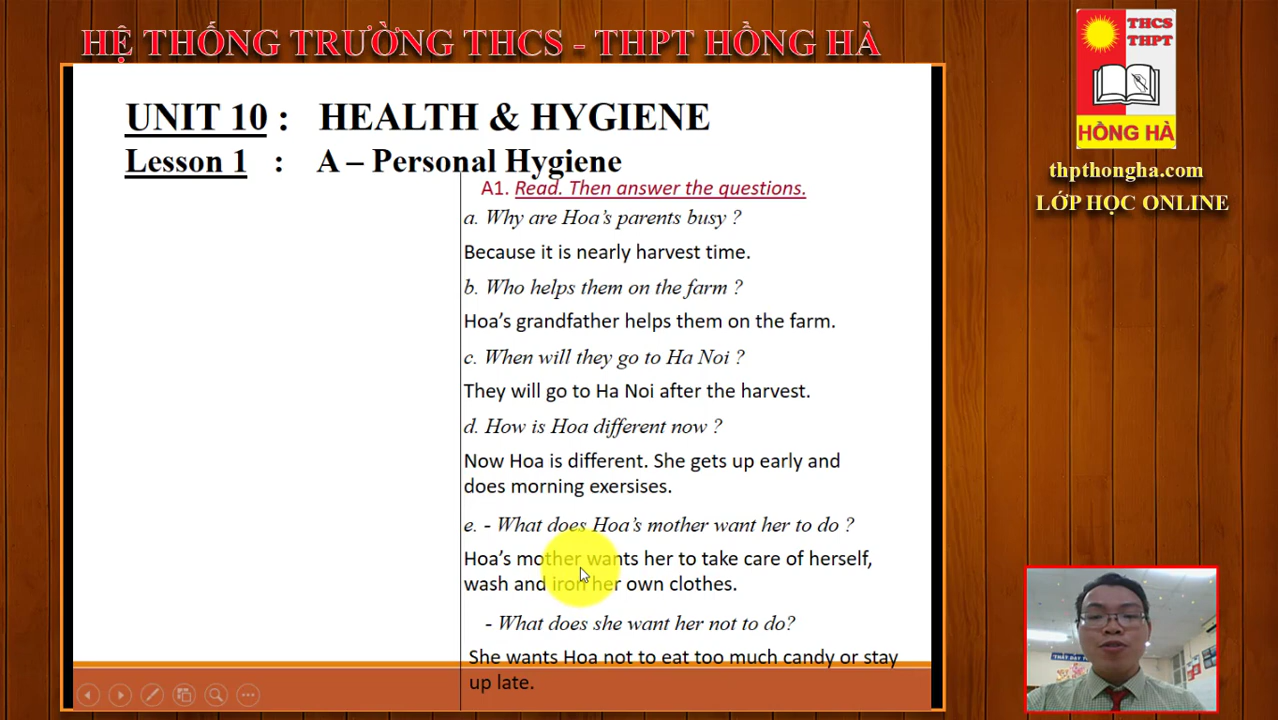 HỆ THỐNG TRƯỜNG THCS - THPT HỒNG HÀ
THCS
THPT
HỒNG HÀ
thpthongha.com
LỚP HỌC ONLINE
UNIT 10 : HEALTH & HYGIENE
Lesson 1 : A – Personal Hygiene
A1. Read. Then answer the questions.
a. Why are Hoa's parents busy ?
Because it is nearly harvest time.
b. Who helps them on the farm ?
Hoa's grandfather helps them on the farm.
c. When will they go to Ha Noi ?
They will go to Ha Noi after the harvest.
d. How is Hoa different now ?
Now Hoa is different. She gets up early and
does morning exersises.
e. - What does Hoa's mother want her to do ?
Hoa's mother wants her to take care of herself,
wash and iron her own clothes.
- What does she want her not to do?
She wants Hoa not to eat too much candy or stay
up late.